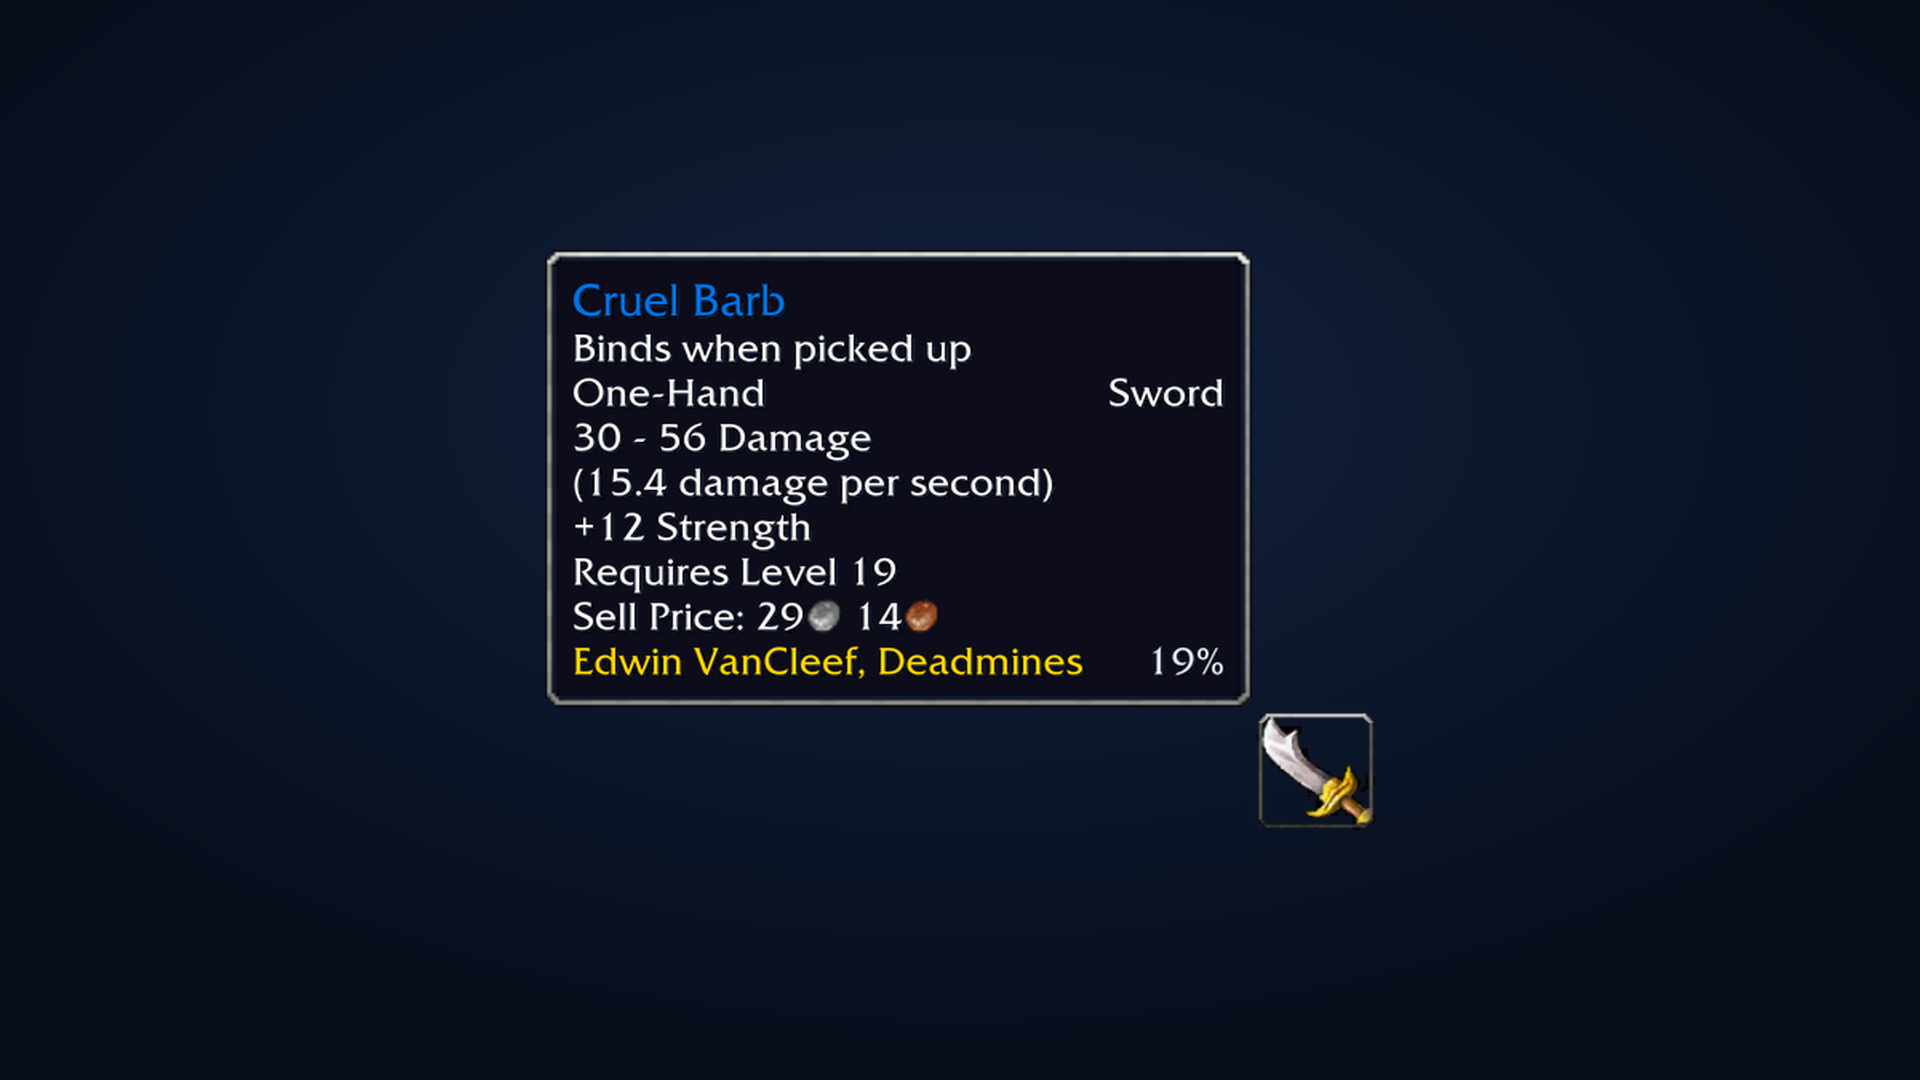 Cruel Barb
Binds when picked up
One-Hand Sword
30 - 56 Damage
(15.4 damage per second)
+12 Strength
Requires Level 19
Sell Price: 29 14
Edwin VanCleef, Deadmines 19%